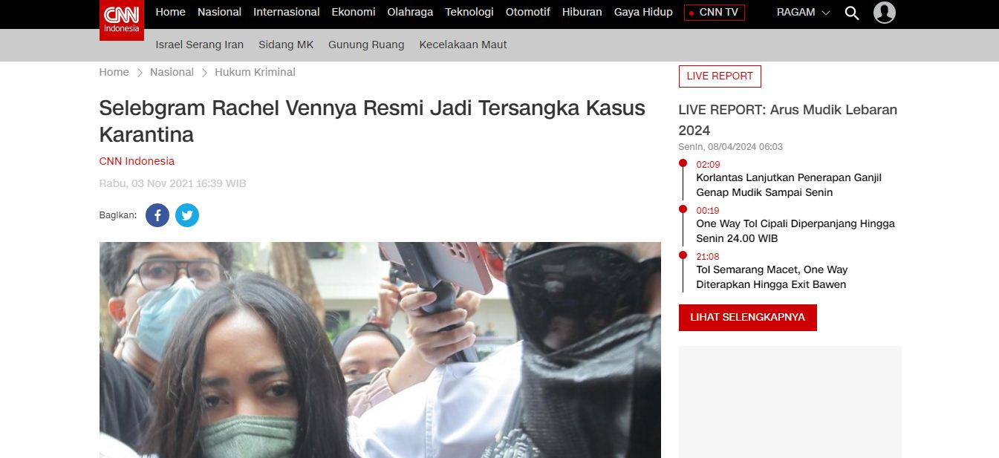 CNN
Indonesia
Home Nasional Internasional Ekonomi Olahraga Teknologi Otomotif Hiburan Gaya Hidup CNN TV RAGAM
Israel Serang Iran Sidang MK Gunung Ruang Kecelakaan Maut
Home Nasional Hukum Kriminal
Selebgram Rachel Vennya Resmi Jadi Tersangka Kasus
Karantina
CNN Indonesia
Rabu, 03 Nov 2021 16:39 WIB
Bagikan:
LIVE REPORT
LIVE REPORT: Arus Mudik Lebaran
2024
Senin, 08/04/2024 06:03
02:09
Korlantas Lanjutkan Penerapan Ganjil
Genap Mudik Sampai Senin
00:19
One Way Tol Cipali Diperpanjang Hingga
Senin 24.00 WIB
21:08
Tol Semarang Macet, One Way
Diterapkan Hingga Exit Bawen
LIHAT SELENGKAPNYA